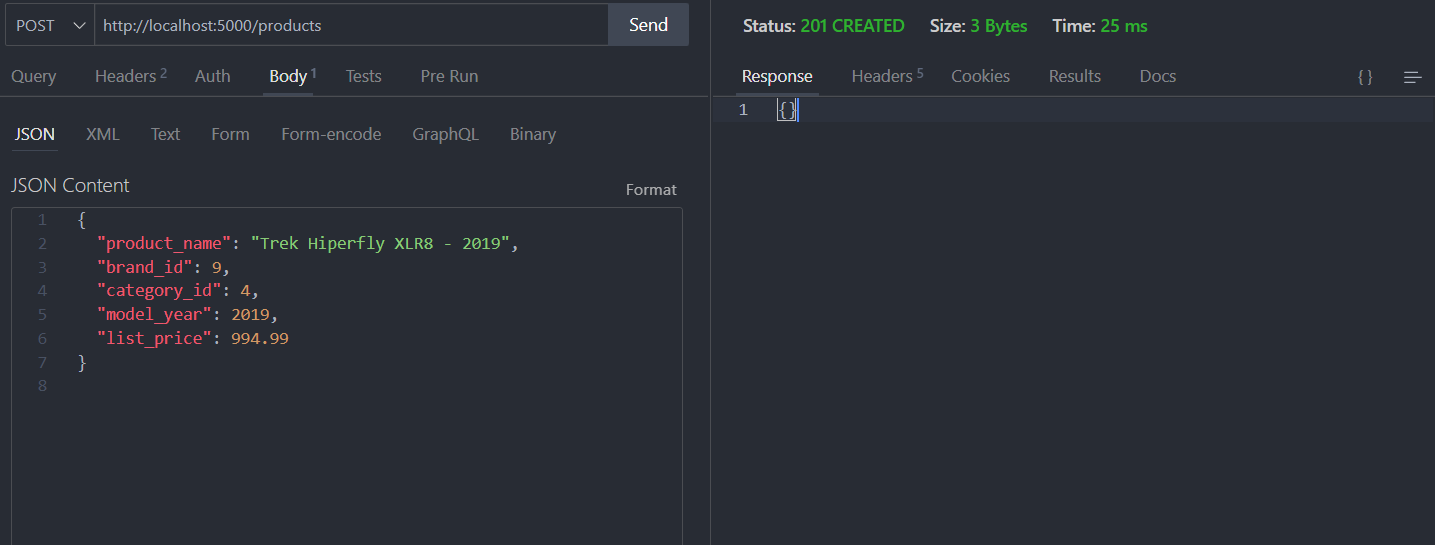 POST http://localhost:5000/products Send
Query Headers 2 Auth Body 1 Tests Pre Run
JSON XML Text Form Form-encode GraphQL Binary
JSON Content
Format
1 {
2 "product_name": "Trek Hiperfly XLR8 - 2019",
3 "brand_id": 9,
4 "category_id": 4,
5 "model_year": 2019,
6 "list_price": 994.99
7 }
8
Status: 201 CREATED Size: 3 Bytes Time: 25 ms
Response Headers 5 Cookies Results Docs { }
1 {}